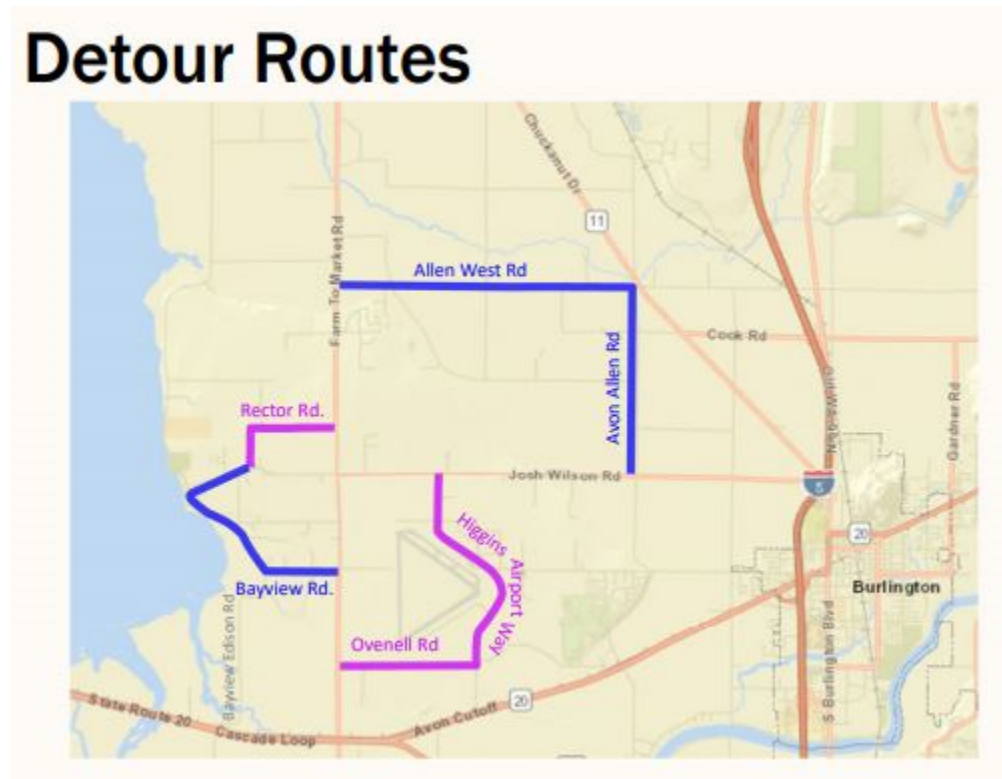 Detour Routes
Chuckanut Dr
11
Farm To Market Rd
Allen West Rd
Avon Allen Rd
Cook Rd
Gardner Rd
Rector Rd.
Josh Wilson Rd
5
Higgins Airport Way
20
Bayview Rd.
Burlington
Bayview Edison Rd
Ovenell Rd
S Burlington Blvd
State Route 20
Cascade Loop
Avon Cutoff
20